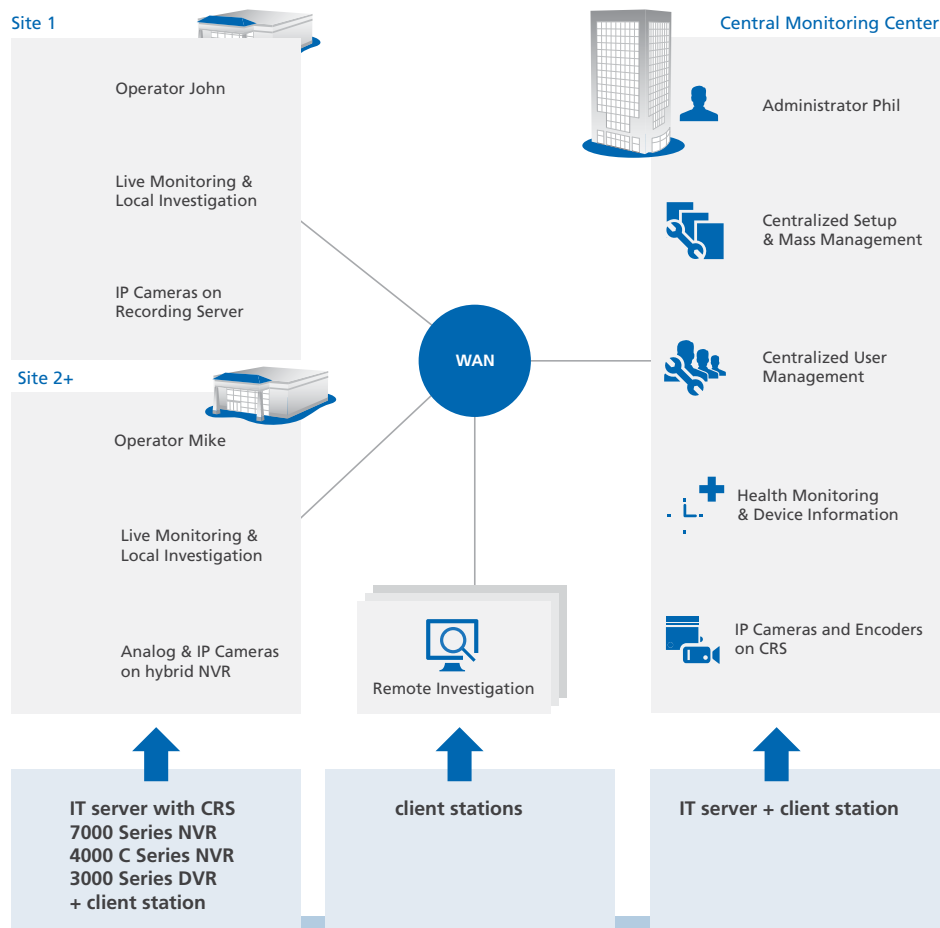 Site 1
Operator John
Live Monitoring &
Local Investigation
IP Cameras on
Recording Server
Site 2+
Operator Mike
Live Monitoring &
Local Investigation
Analog & IP Cameras
on hybrid NVR
WAN
Remote Investigation
Central Monitoring Center
Administrator Phil
Centralized Setup
& Mass Management
Centralized User
Management
Health Monitoring
& Device Information
IP Cameras and Encoders
on CRS
IT server with CRS
7000 Series NVR
4000 C Series NVR
3000 Series DVR
+ client station
client stations
IT server + client station